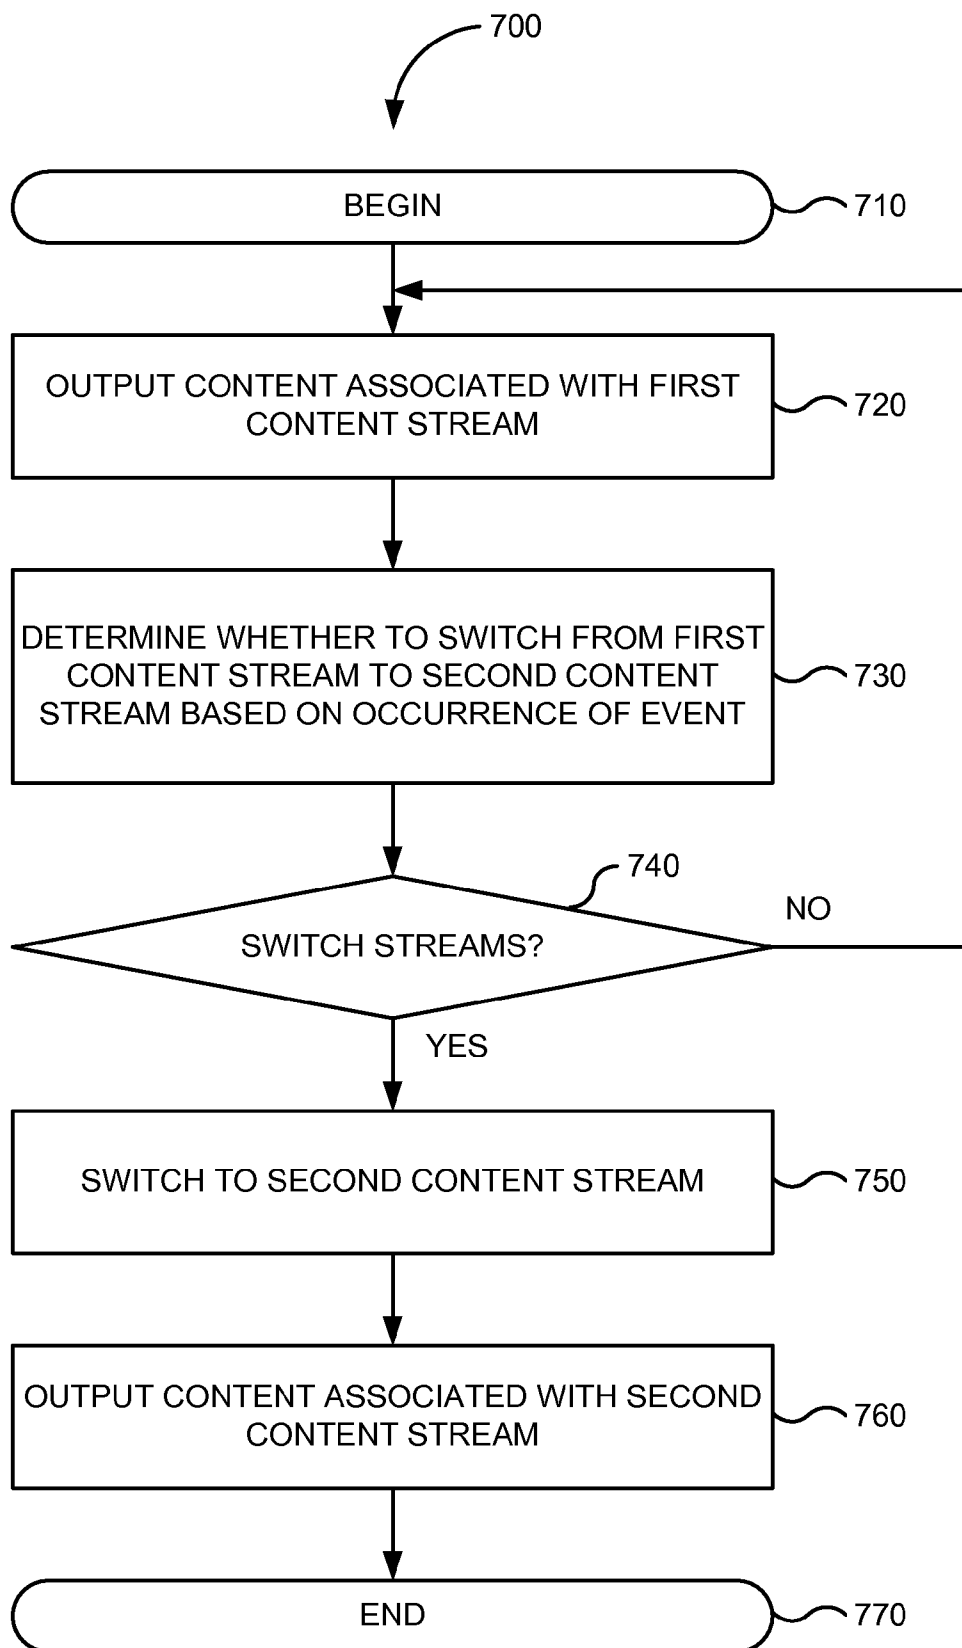 700
BEGIN
710
OUTPUT CONTENT ASSOCIATED WITH FIRST
CONTENT STREAM
720
DETERMINE WHETHER TO SWITCH FROM FIRST
CONTENT STREAM TO SECOND CONTENT
STREAM BASED ON OCCURRENCE OF EVENT
730
740
SWITCH STREAMS?
NO
YES
SWITCH TO SECOND CONTENT STREAM
750
OUTPUT CONTENT ASSOCIATED WITH SECOND
CONTENT STREAM
760
END
770